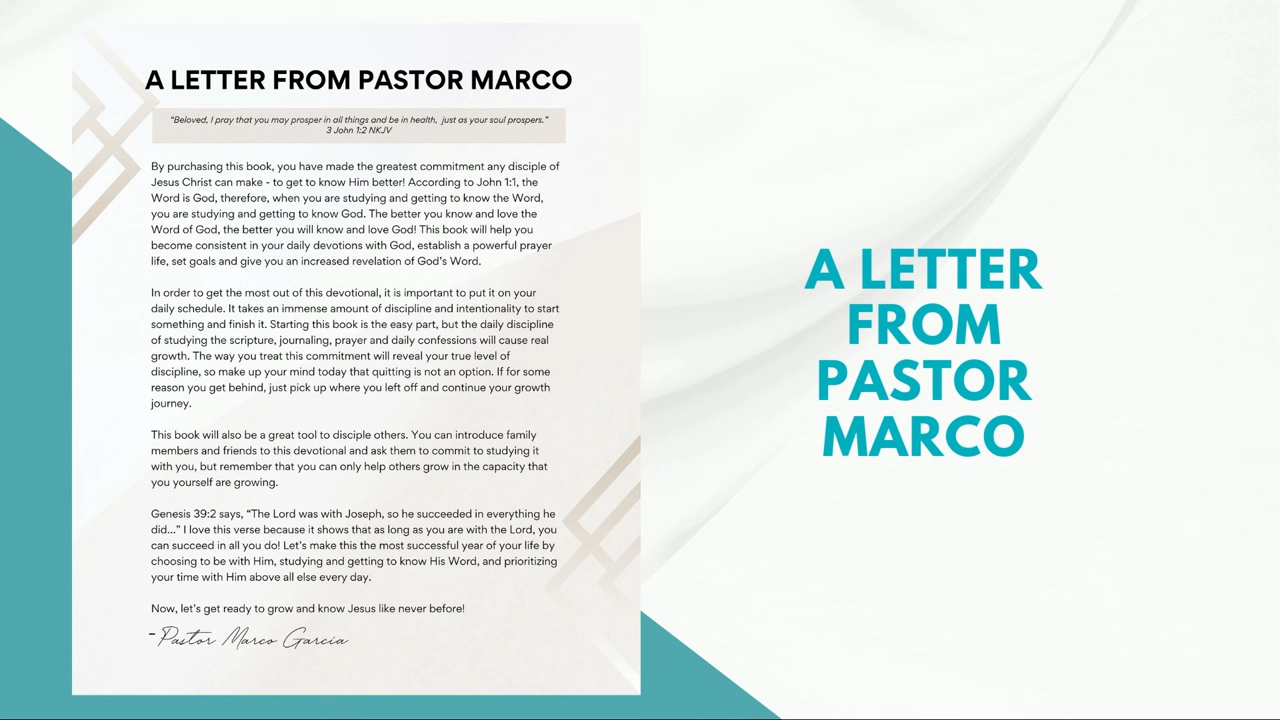 A LETTER FROM PASTOR MARCO
“Beloved, I pray that you may prosper in all things and be in health, just as your soul prospers.”
3 John 1:2 NKJV
By purchasing this book, you have made the greatest commitment any disciple of
Jesus Christ can make - to get to know Him better! According to John 1:1, the
Word is God, therefore, when you are studying and getting to know the Word,
you are studying and getting to know God. The better you know and love the
Word of God, the better you will know and love God! This book will help you
become consistent in your daily devotions with God, establish a powerful prayer
life, set goals and give you an increased revelation of God’s Word.
In order to get the most out of this devotional, it is important to put it on your
daily schedule. It takes an immense amount of discipline and intentionality to start
something and finish it. Starting this book is the easy part, but the daily discipline
of studying the scripture, journaling, prayer and daily confessions will cause real
growth. The way you treat this commitment will reveal your true level of
discipline, so make up your mind today that quitting is not an option. If for some
reason you get behind, just pick up where you left off and continue your growth
journey.
This book will also be a great tool to disciple others. You can introduce family
members and friends to this devotional and ask them to commit to studying it
with you, but remember that you can only help others grow in the capacity that
you yourself are growing.
Genesis 39:2 says, “The Lord was with Joseph, so he succeeded in everything he
did...” I love this verse because it shows that as long as you are with the Lord, you
can succeed in all you do! Let’s make this the most successful year of your life by
choosing to be with Him, studying and getting to know His Word, and prioritizing
your time with Him above all else every day.
Now, let’s get ready to grow and know Jesus like never before!
- Pastor Marco Garcia
A LETTER
FROM
PASTOR
MARCO